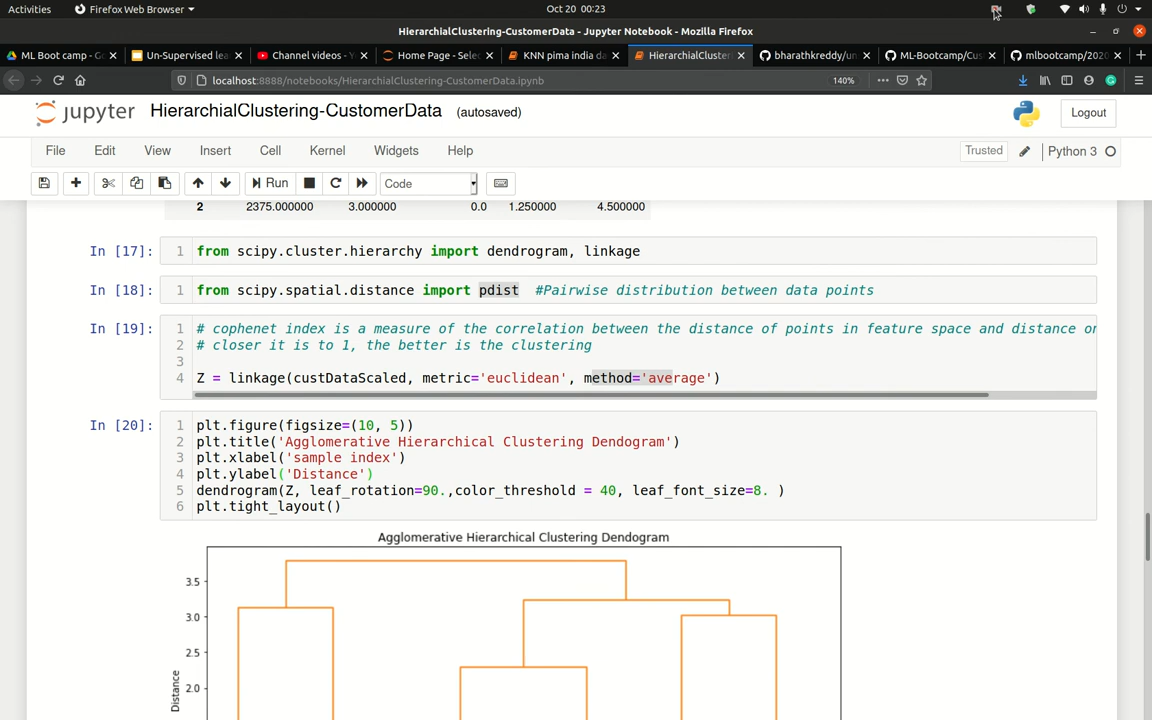 Activities
Firefox Web Browser
Oct 20 00:23
HierarchialClustering-CustomerData - Jupyter Notebook - Mozilla Firefox
ML Boot camp - Go
Un-Supervised lea
Channel videos - Y
Home Page - Selec
KNN pima india da
HierarchialCluster
bharathkreddy/un
ML-Bootcamp/Cus
mlbootcamp/2020
localhost:8888/notebooks/HierarchialClustering-CustomerData.ipynb
140%
jupyter
HierarchialClustering-CustomerData
(autosaved)
Logout
File
Edit
View
Insert
Cell
Kernel
Widgets
Help
Trusted
Python 3
Run
Code
2 2375.000000 3.000000 0.0 1.250000 4.500000
In [17]:
1 from scipy.cluster.hierarchy import dendrogram, linkage
In [18]:
1 from scipy.spatial.distance import pdist #Pairwise distribution between data points
In [19]:
1 # cophenet index is a measure of the correlation between the distance of points in feature space and distance on
2 # closer it is to 1, the better is the clustering
3
4 Z = linkage(custDataScaled, metric='euclidean', method='average')
In [20]:
1 plt.figure(figsize=(10, 5))
2 plt.title('Agglomerative Hierarchical Clustering Dendogram')
3 plt.xlabel('sample index')
4 plt.ylabel('Distance')
5 dendrogram(Z, leaf_rotation=90.,color_threshold = 40, leaf_font_size=8. )
6 plt.tight_layout()
Agglomerative Hierarchical Clustering Dendogram
3.5
3.0
2.5
2.0
Distance